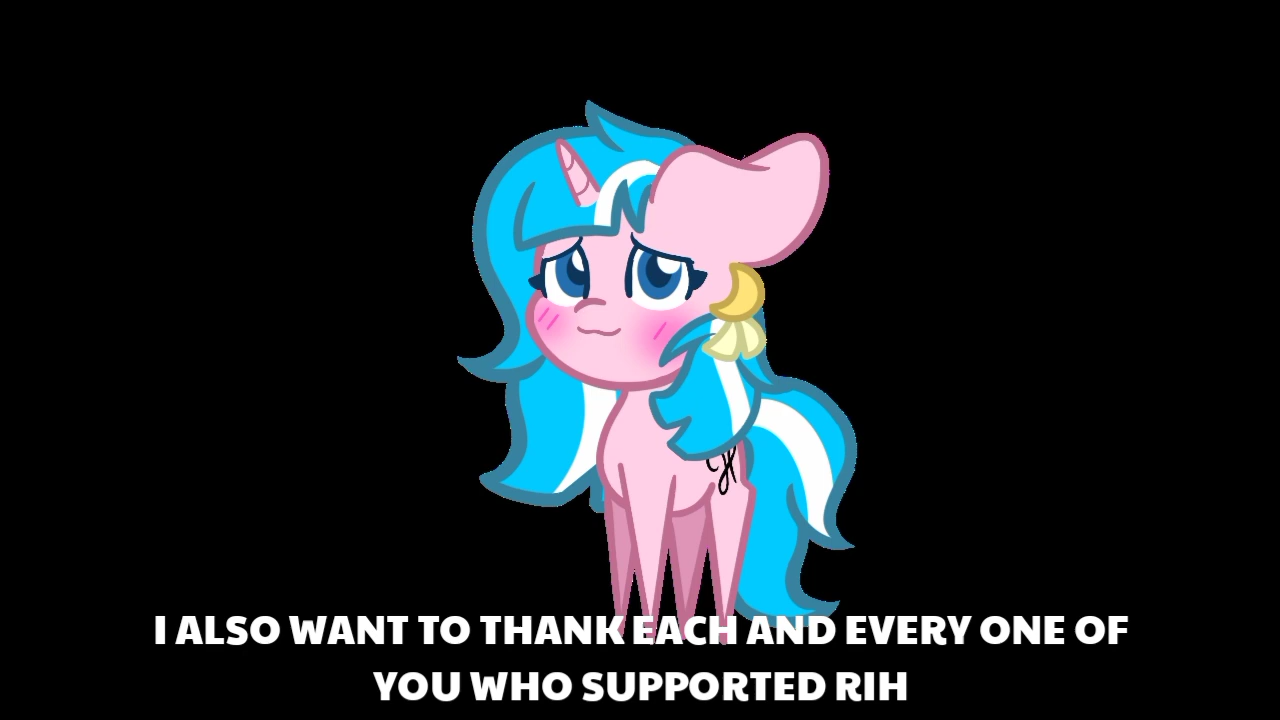 I ALSO WANT TO THANK EACH AND EVERY ONE OF
YOU WHO SUPPORTED RIH